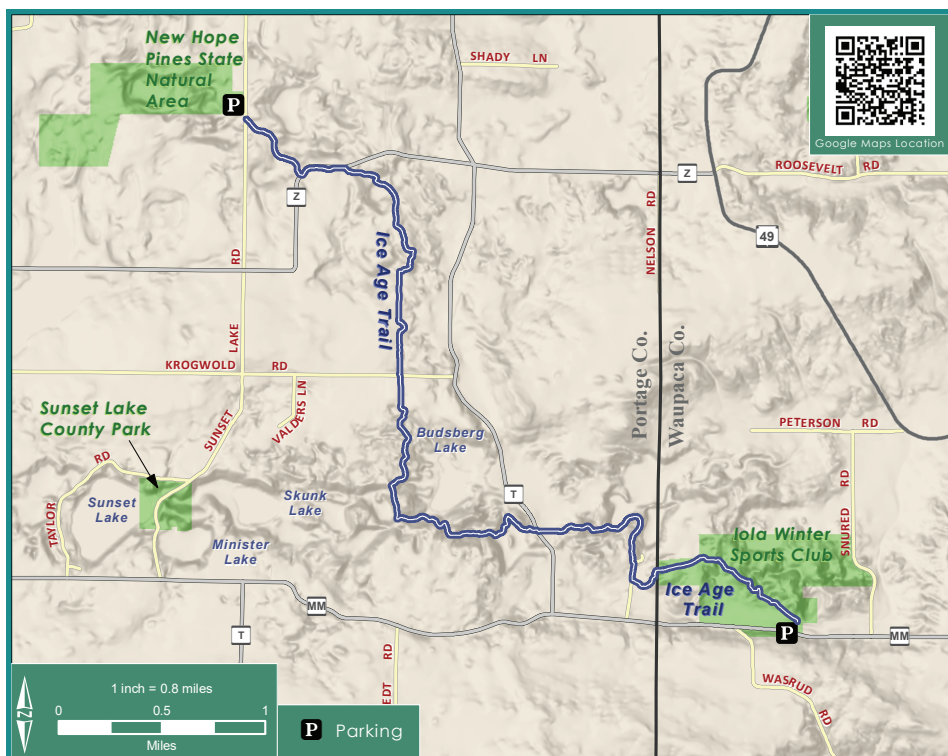 New Hope
Pines State
Natural
Area
P
SHADY LN
Google Maps Location
ROOSEVELT RD
Z
Z
49
NELSON RD
Ice Age Trail
SUNSET LAKE RD
KROGWOLD RD
VALDERS LN
Portage Co.
Waupaca Co.
Sunset Lake
County Park
Budsberg
Lake
PETERSON RD
TAYLOR RD
Sunset
Lake
Skunk
Lake
Minister
Lake
T
Iola Winter
Sports Club
SNURED RD
Ice Age
Trail
P
MM
MM
T
EDT RD
WASRUD RD
N
1 inch = 0.8 miles
0 0.5 1
Miles
P Parking